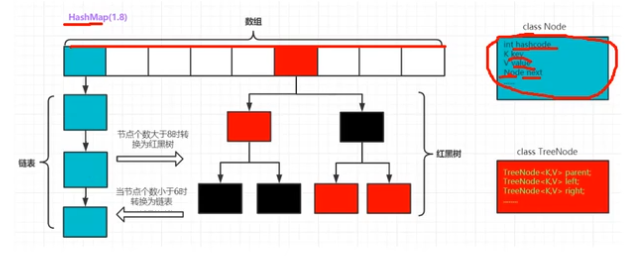 HashMap(1.8)
数组
class Node
int hashcode
K key
V value
Node next
链表
节点个数大于8时转
换为红黑树
当节点个数小于6时
转换为链表
红黑树
class TreeNode
TreeNode<K,V> parent;
TreeNode<K,V> left;
TreeNode<K,V> right;
......